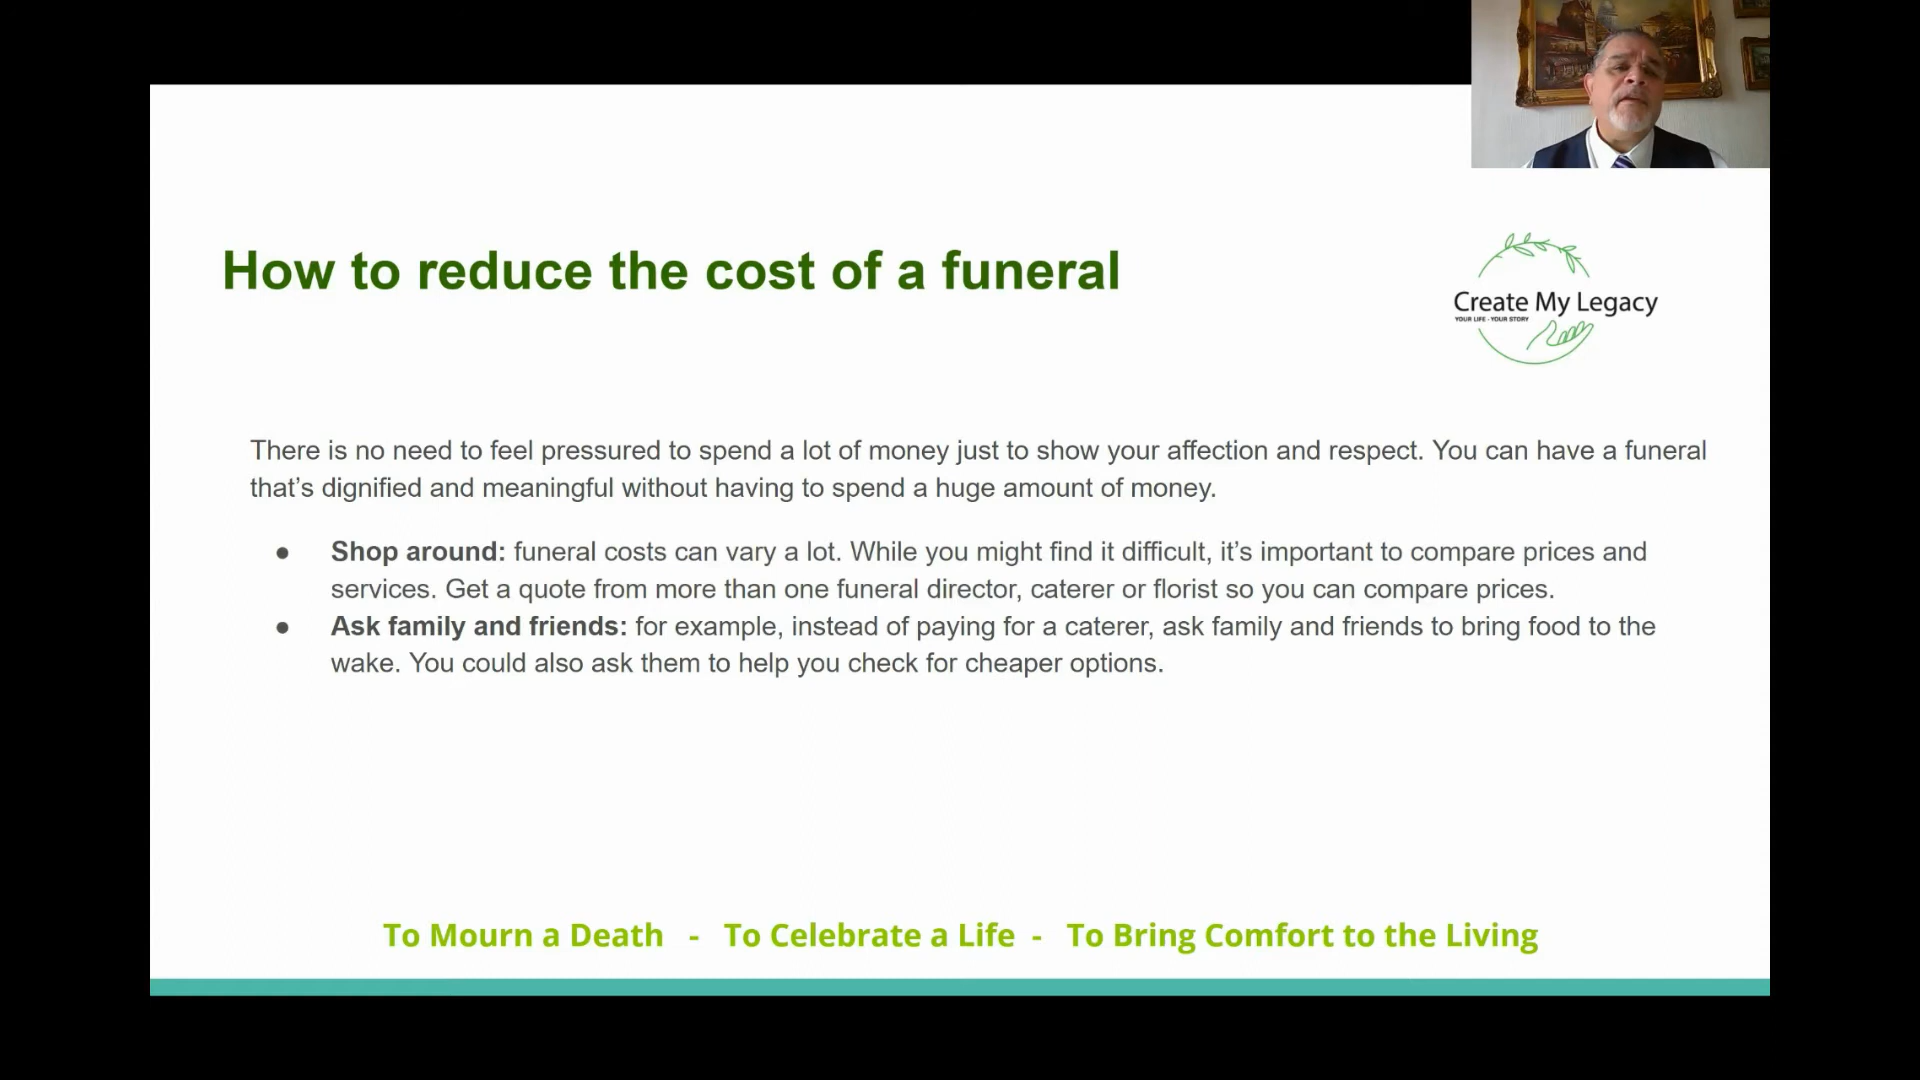 How to reduce the cost of a funeral
Create My Legacy
YOUR LIFE - YOUR STORY
There is no need to feel pressured to spend a lot of money just to show your affection and respect. You can have a funeral
that’s dignified and meaningful without having to spend a huge amount of money.
● Shop around: funeral costs can vary a lot. While you might find it difficult, it’s important to compare prices and
services. Get a quote from more than one funeral director, caterer or florist so you can compare prices.
● Ask family and friends: for example, instead of paying for a caterer, ask family and friends to bring food to the
wake. You could also ask them to help you check for cheaper options.
To Mourn a Death - To Celebrate a Life - To Bring Comfort to the Living